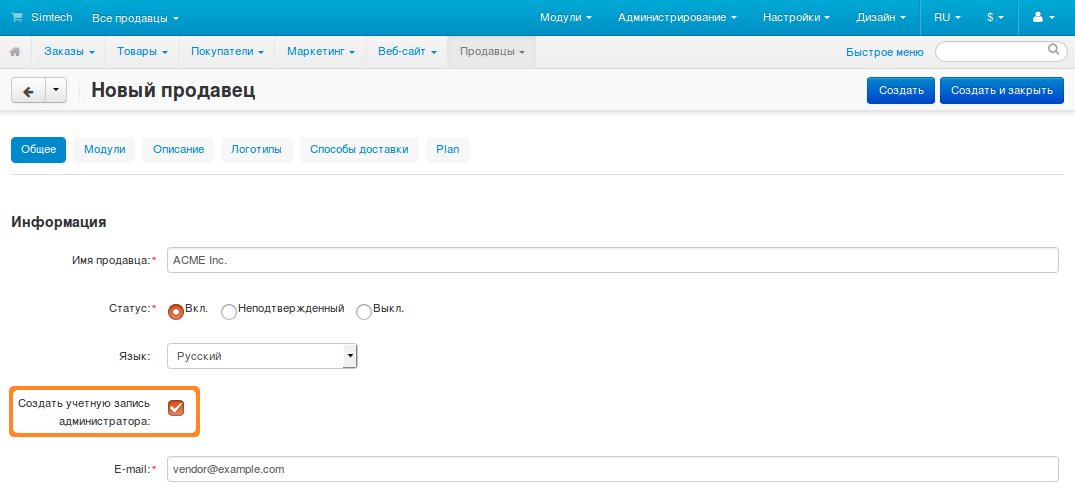 Simtech Все продавцы Модули Администрирование Настройки Дизайн RU $
Заказы Товары Покупатели Маркетинг Веб-сайт Продавцы Быстрое меню
Новый продавец Создать Создать и закрыть
Общее Модули Описание Логотипы Способы доставки Plan
Информация
Имя продавца:* ACME Inc.
Статус:* Вкл. Неподтвержденный Выкл.
Язык: Русский
Создать учетную запись
администратора:
E-mail:* vendor@example.com